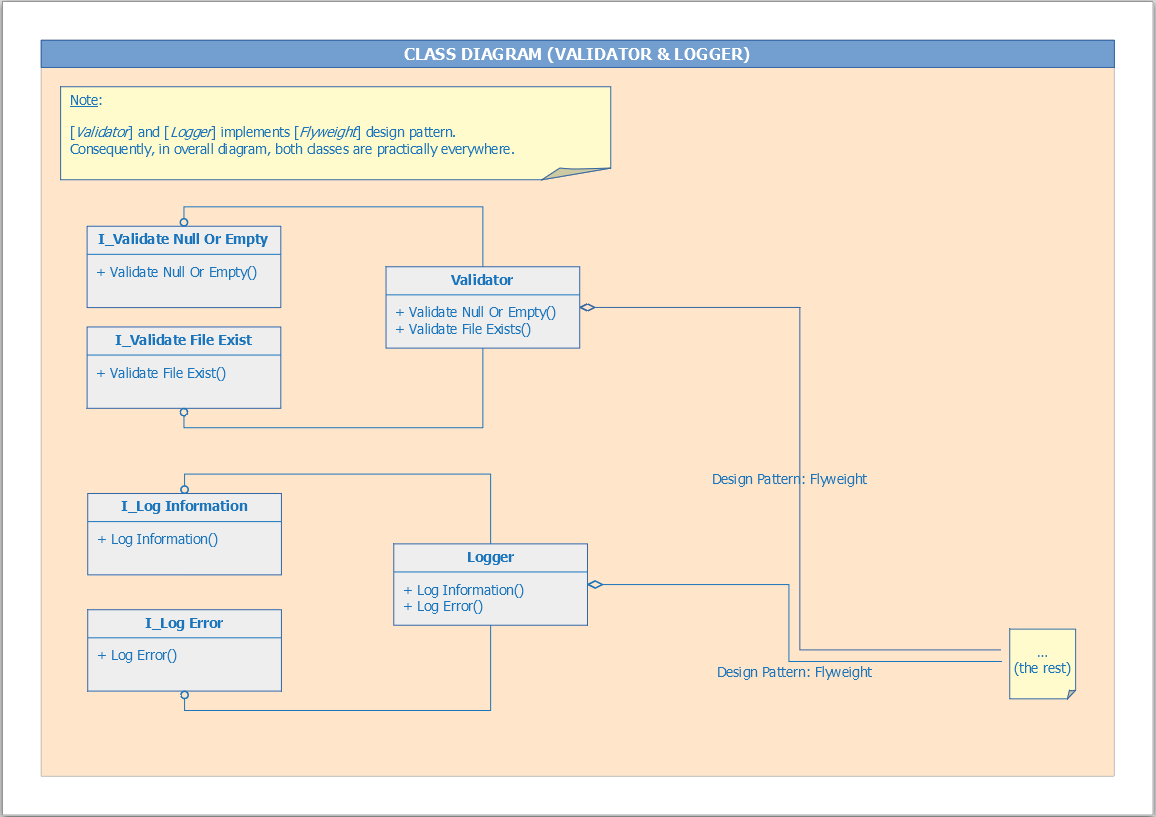 CLASS DIAGRAM (VALIDATOR & LOGGER)
Note:
[Validator] and [Logger] implements [Flyweight] design pattern.
Consequently, in overall diagram, both classes are practically everywhere.
I_Validate Null Or Empty
+ Validate Null Or Empty()
Validator
+ Validate Null Or Empty()
+ Validate File Exists()
I_Validate File Exist
+ Validate File Exist()
Design Pattern: Flyweight
I_Log Information
+ Log Information()
Logger
+ Log Information()
+ Log Error()
I_Log Error
+ Log Error()
Design Pattern: Flyweight
...
(the rest)